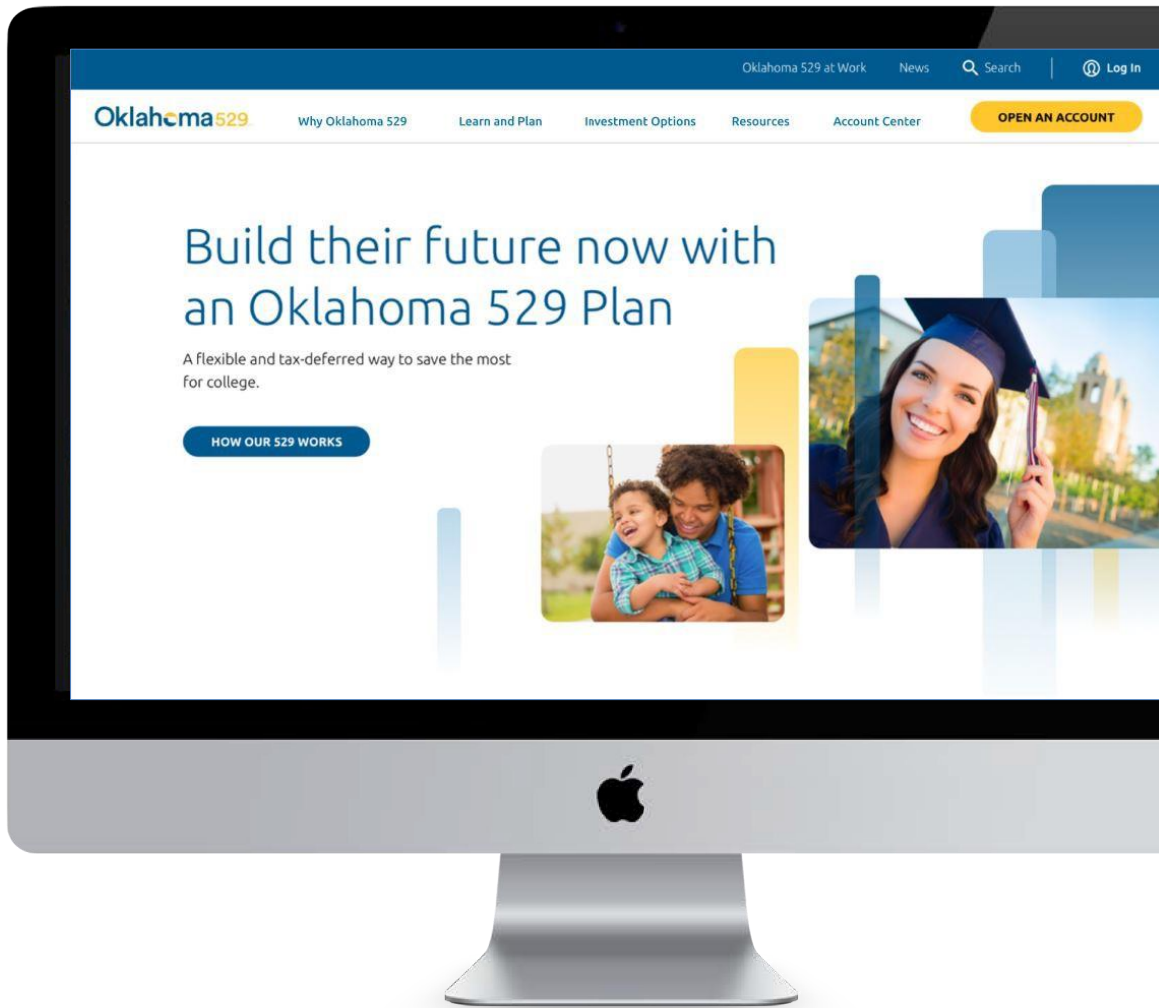 Oklahoma 529 at Work News Search Log In
Oklahoma529 Why Oklahoma 529 Learn and Plan Investment Options Resources Account Center OPEN AN ACCOUNT
Build their future now with
an Oklahoma 529 Plan
A flexible and tax-deferred way to save the most
for college.
HOW OUR 529 WORKS